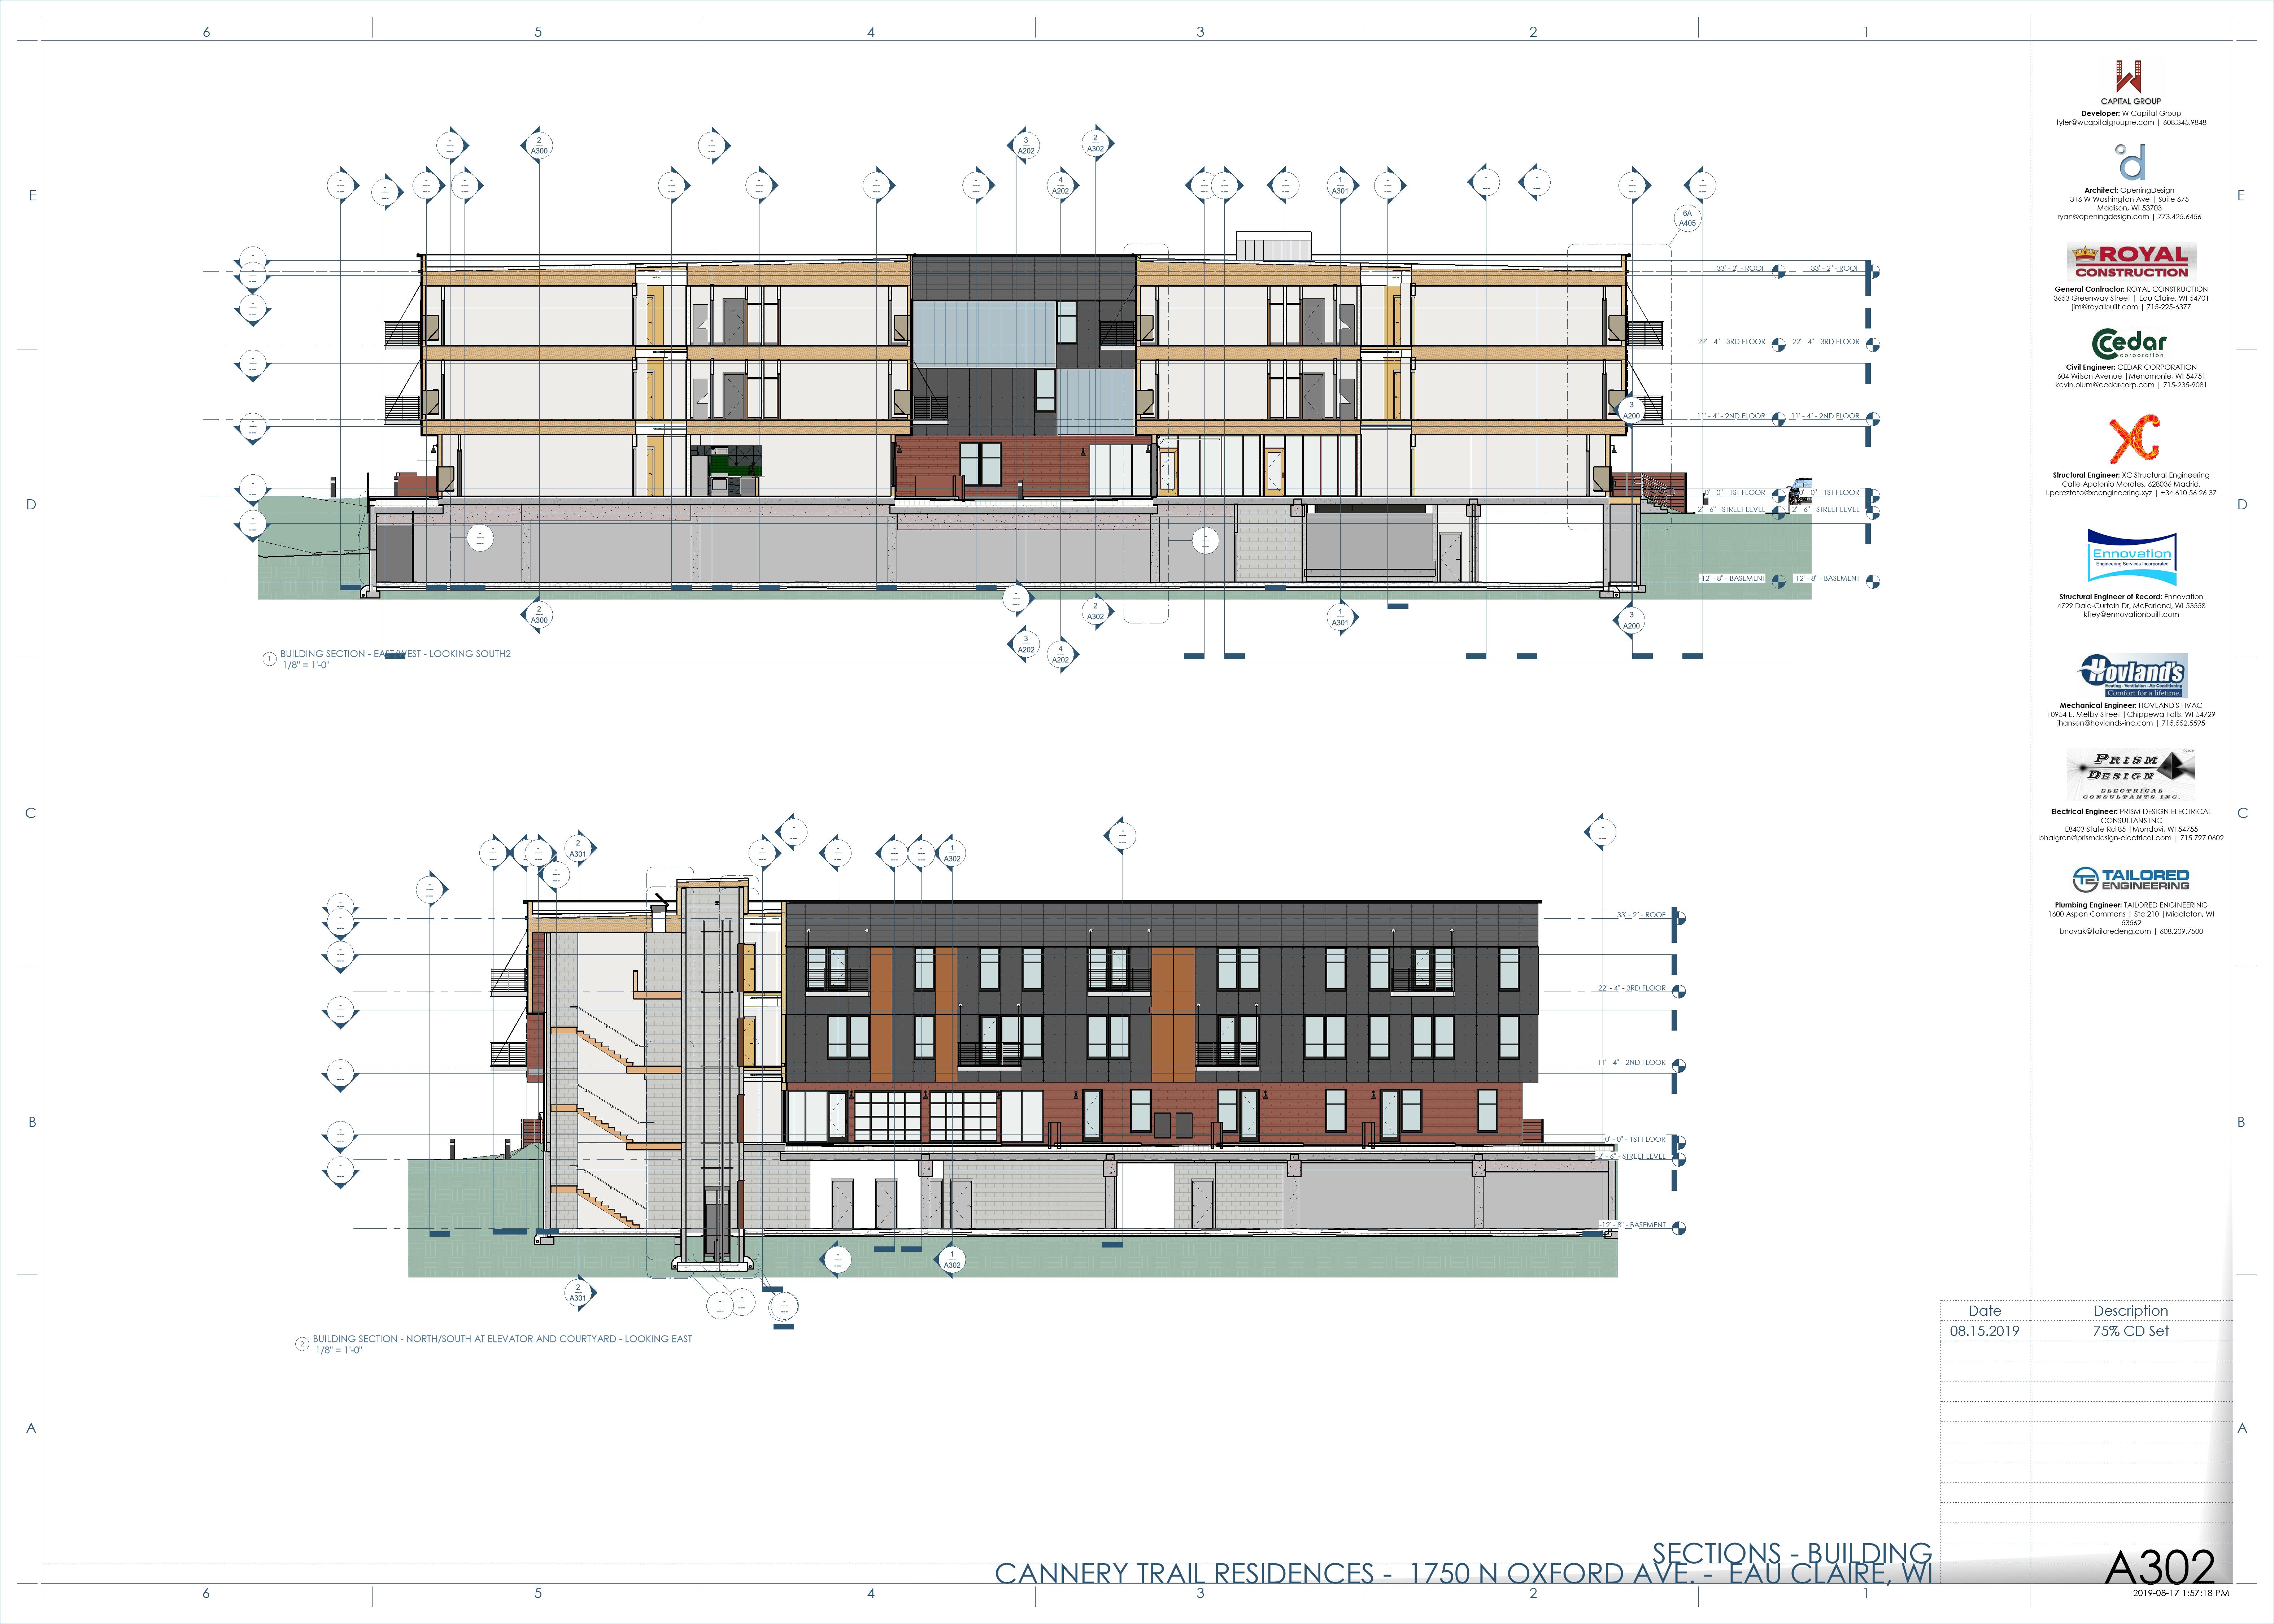 6 5 4 3 2 1
E
E
D
D
C
C
B
B
A
A
2
A300
3
A202
2
A302
4
A202
1
A301
6A
A405
33' - 2" - ROOF
33' - 2" - ROOF
22' - 4" - 3RD FLOOR
22' - 4" - 3RD FLOOR
3
A200
11' - 4" - 2ND FLOOR
11' - 4" - 2ND FLOOR
0' - 0" - 1ST FLOOR
0' - 0" - 1ST FLOOR
-2' - 6" - STREET LEVEL
-2' - 6" - STREET LEVEL
-12' - 8" - BASEMENT
-12' - 8" - BASEMENT
2
A300
2
A302
1
A301
3
A200
3
A202
4
A202
1
BUILDING SECTION - EAST/WEST - LOOKING SOUTH2
1/8" = 1'-0"
2
A301
1
A302
33' - 2" - ROOF
22' - 4" - 3RD FLOOR
11' - 4" - 2ND FLOOR
0' - 0" - 1ST FLOOR
-2' - 6" - STREET LEVEL
-12' - 8" - BASEMENT
1
A302
2
A301
2
BUILDING SECTION - NORTH/SOUTH AT ELEVATOR AND COURTYARD - LOOKING EAST
1/8" = 1'-0"
CAPITAL GROUP
Developer: W Capital Group
tyler@wcapitalgroupre.com | 608.345.9848
d
Architect: OpeningDesign
316 W Washington Ave | Suite 675
Madison, WI 53703
ryan@openingdesign.com | 773.425.6456
ROYAL
CONSTRUCTION
General Contractor: ROYAL CONSTRUCTION
3653 Greenway Street | Eau Claire, WI 54701
jim@royalbuilt.com | 715-225-6377
Cedar
corporation
Civil Engineer: CEDAR CORPORATION
604 Wilson Avenue |Menomonie, WI 54751
kevin.oium@cedarcorp.com | 715-235-9081
XC
Structural Engineer: XC Structural Engineering
Calle Apolonio Morales, 628036 Madrid,
l.pereztato@xcengineering.xyz | +34 610 56 26 37
Ennovation
Engineering Services Incorporated
Structural Engineer of Record: Ennovation
4729 Dale-Curtain Dr, McFarland, WI 53558
kfrey@ennovationbuilt.com
Hovland's
Heating - Ventilation - Air Conditioning
Comfort for a lifetime.
Mechanical Engineer: HOVLAND'S HVAC
10954 E. Melby Street |Chippewa Falls, WI 54729
jhansen@hovlands-inc.com | 715.552.5595
PRISM
DESIGN
ELECTRICAL
CONSULTANTS INC.
Electrical Engineer: PRISM DESIGN ELECTRICAL
CONSULTANS INC
E8403 State Rd 85 |Mondovi, WI 54755
bhalgren@prismdesign-electrical.com | 715.797.0602
TE TAILORED
ENGINEERING
Plumbing Engineer: TAILORED ENGINEERING
1600 Aspen Commons | Ste 210 |Middleton, WI
53562
bnovak@tailoredeng.com | 608.209.7500
Date Description
08.15.2019 75% CD Set
SECTIONS - BUILDING
CANNERY TRAIL RESIDENCES - 1750 N OXFORD AVE. - EAU CLAIRE, WI
A302
2019-08-17 1:57:18 PM
6 5 4 3 2 1